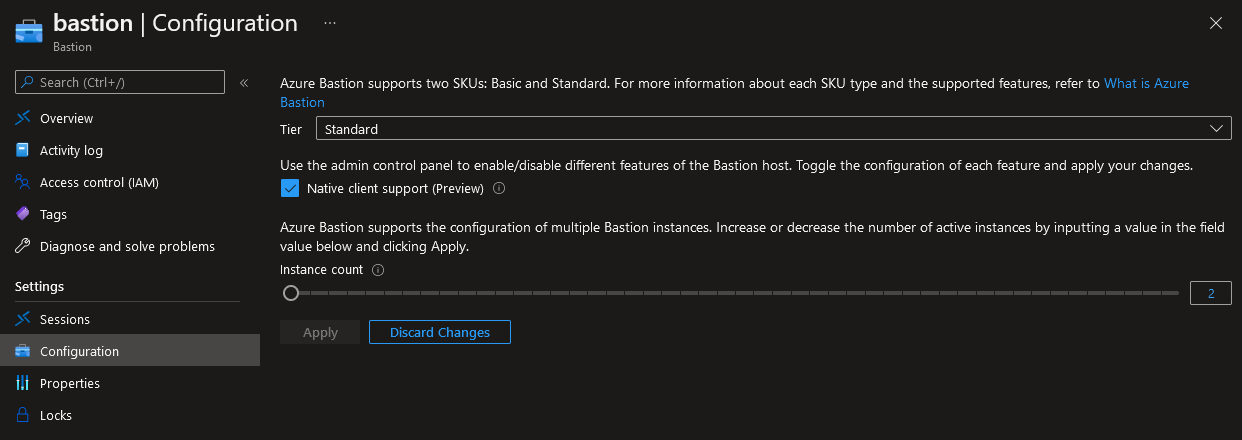 bastion | Configuration ...
Bastion
Search (Ctrl+/)
«
Overview
Activity log
Access control (IAM)
Tags
Diagnose and solve problems
Settings
Sessions
Configuration
Properties
Locks
Azure Bastion supports two SKUs: Basic and Standard. For more information about each SKU type and the supported features, refer to What is Azure
Bastion
Tier Standard
Use the admin control panel to enable/disable different features of the Bastion host. Toggle the configuration of each feature and apply your changes.
Native client support (Preview)
Azure Bastion supports the configuration of multiple Bastion instances. Increase or decrease the number of active instances by inputting a value in the field
value below and clicking Apply.
Instance count
2
Apply Discard Changes